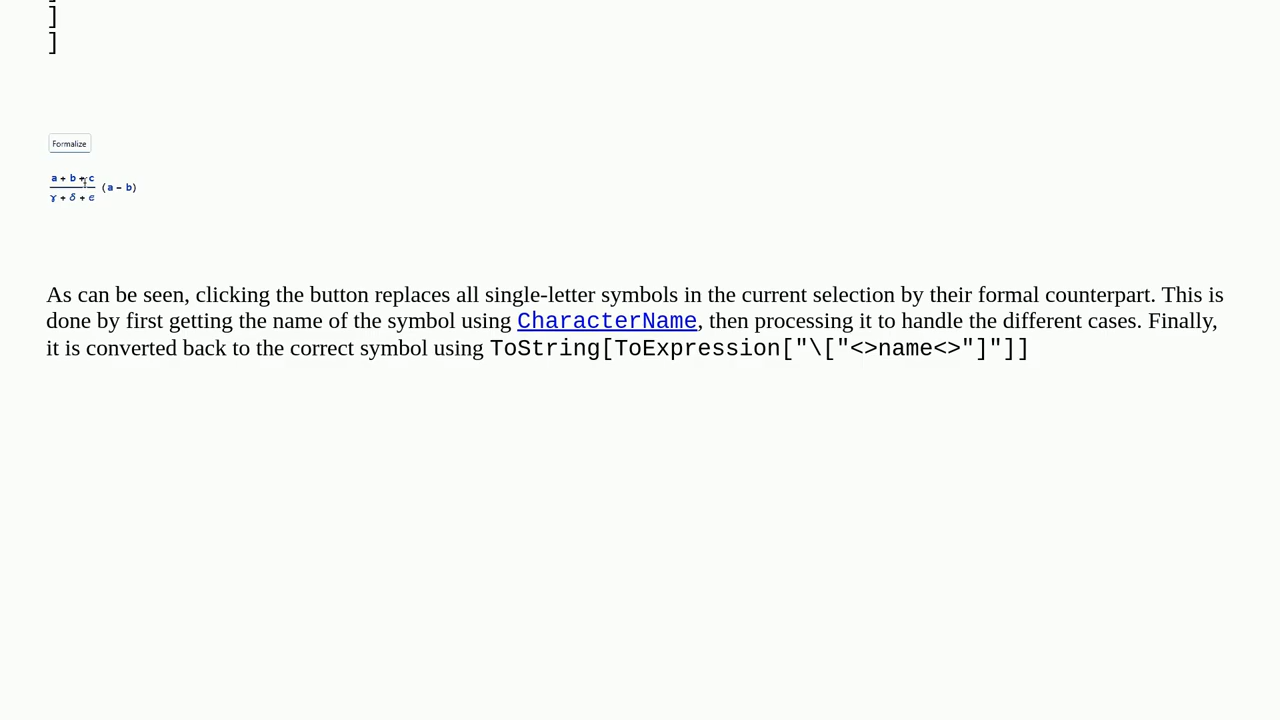 ]
]
Formalize
a + b + c
(a - b)
γ + δ + ϵ
As can be seen, clicking the button replaces all single-letter symbols in the current selection by their formal counterpart. This is
done by first getting the name of the symbol using CharacterName, then processing it to handle the different cases. Finally,
it is converted back to the correct symbol using ToString[ToExpression["\["<>name<>"]"]]